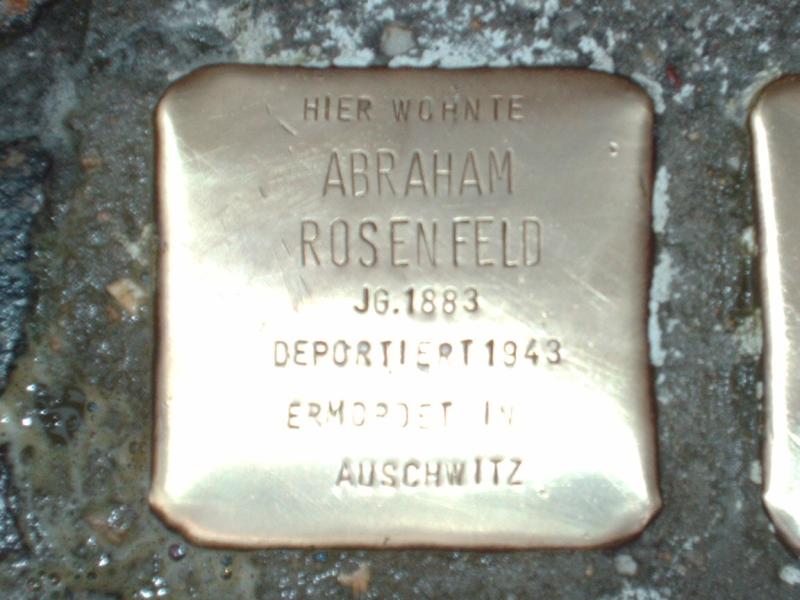 HIER WOHNTE
ABRAHAM
ROSENFELD
JG.1883
DEPORTIERT 1943
ERMORDET IN
AUSCHWITZ